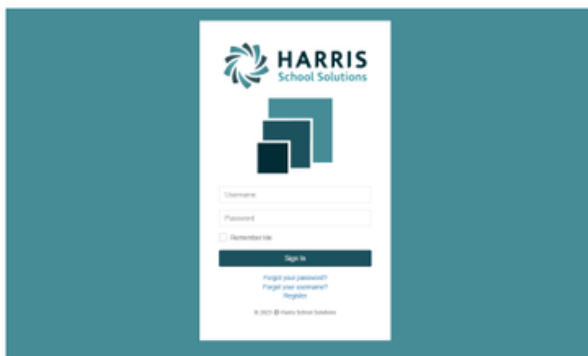 HARRIS
School Solutions
Username
Password
Remember Me
Sign In
Forgot your password?
Forgot your username?
Register
© 2023 Harris School Solutions